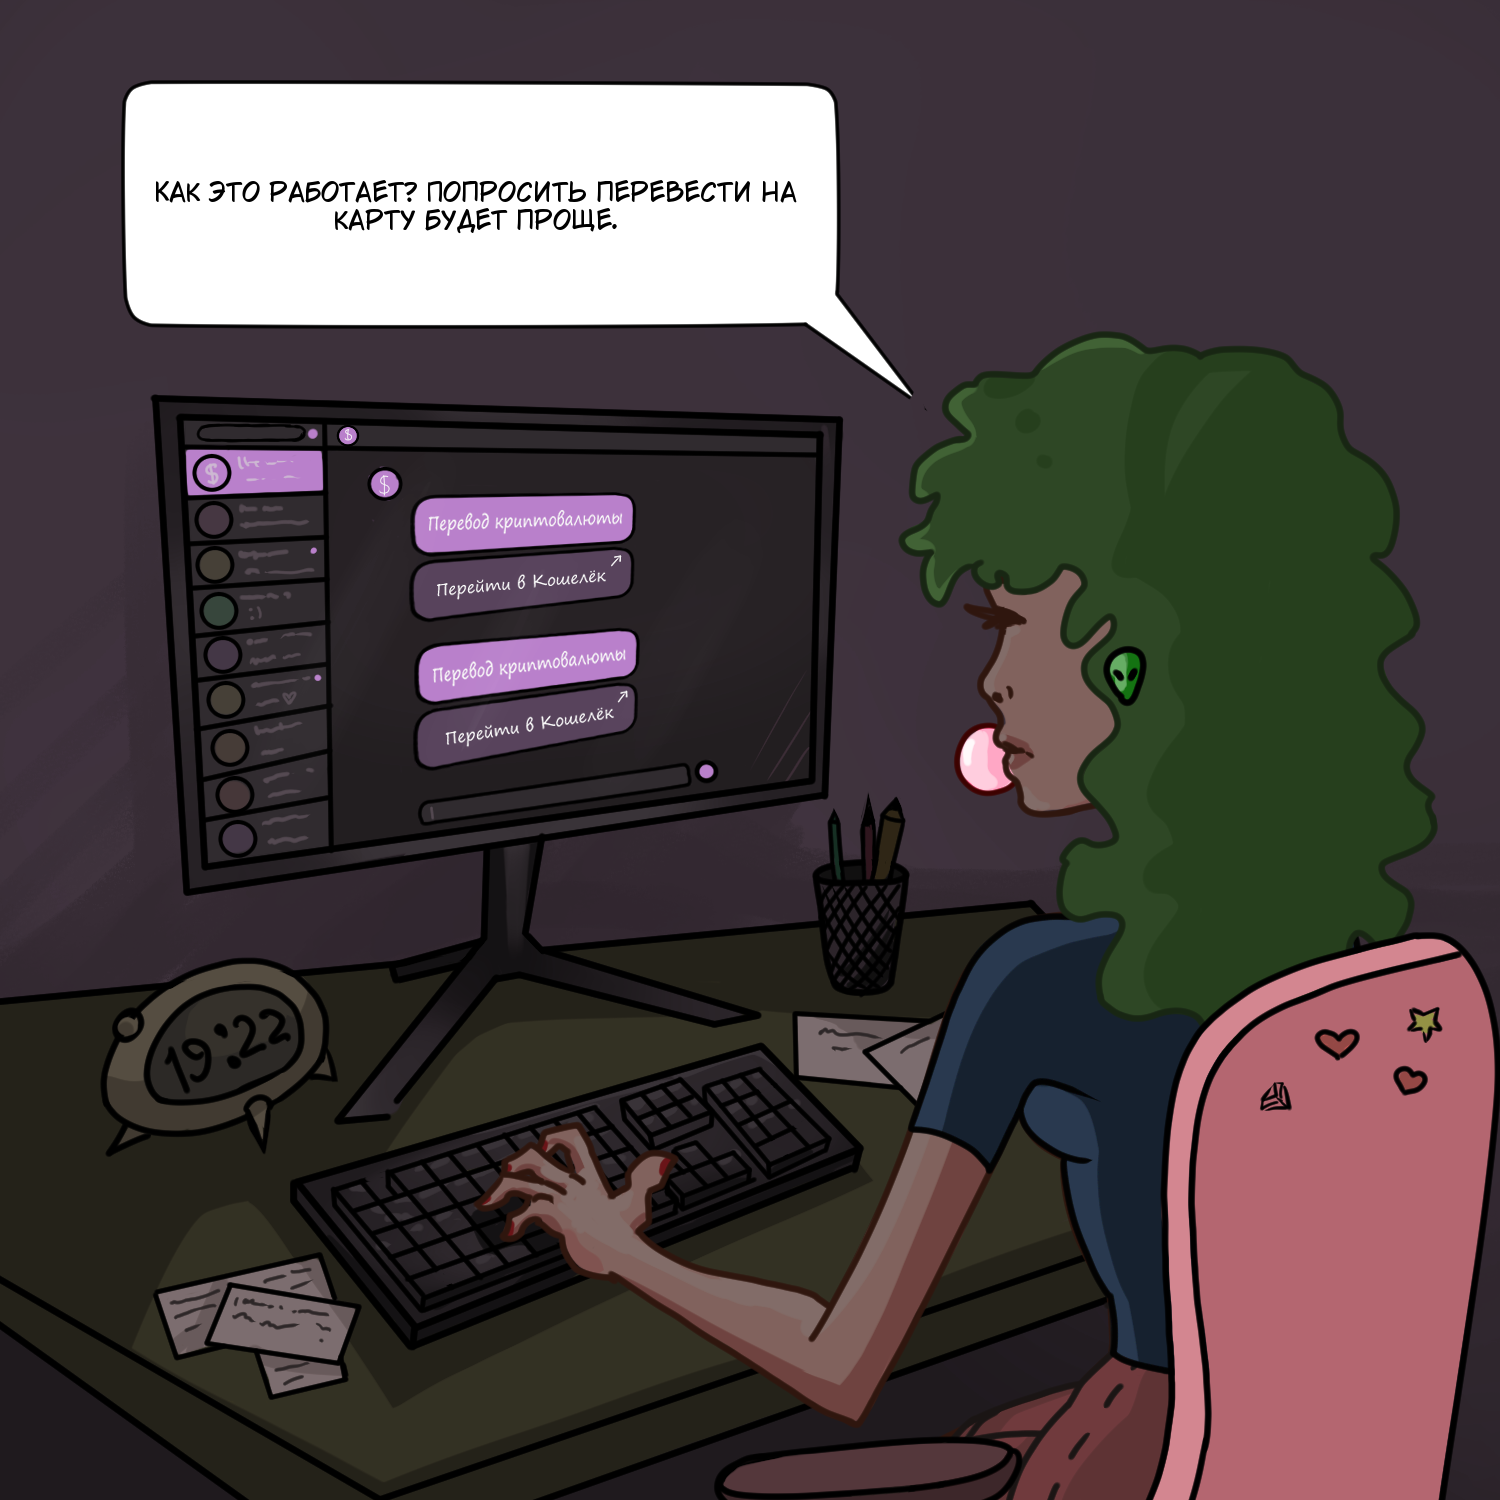 КАК ЭТО РАБОТАЕТ? ПОПРОСИТЬ ПЕРЕВЕСТИ НА
КАРТУ БУДЕТ ПРОЩЕ.
$
$
$
Перевод криптовалюты
Перейти в Кошелёк
:)
Перевод криптовалюты
Перейти в Кошелёк
19:22